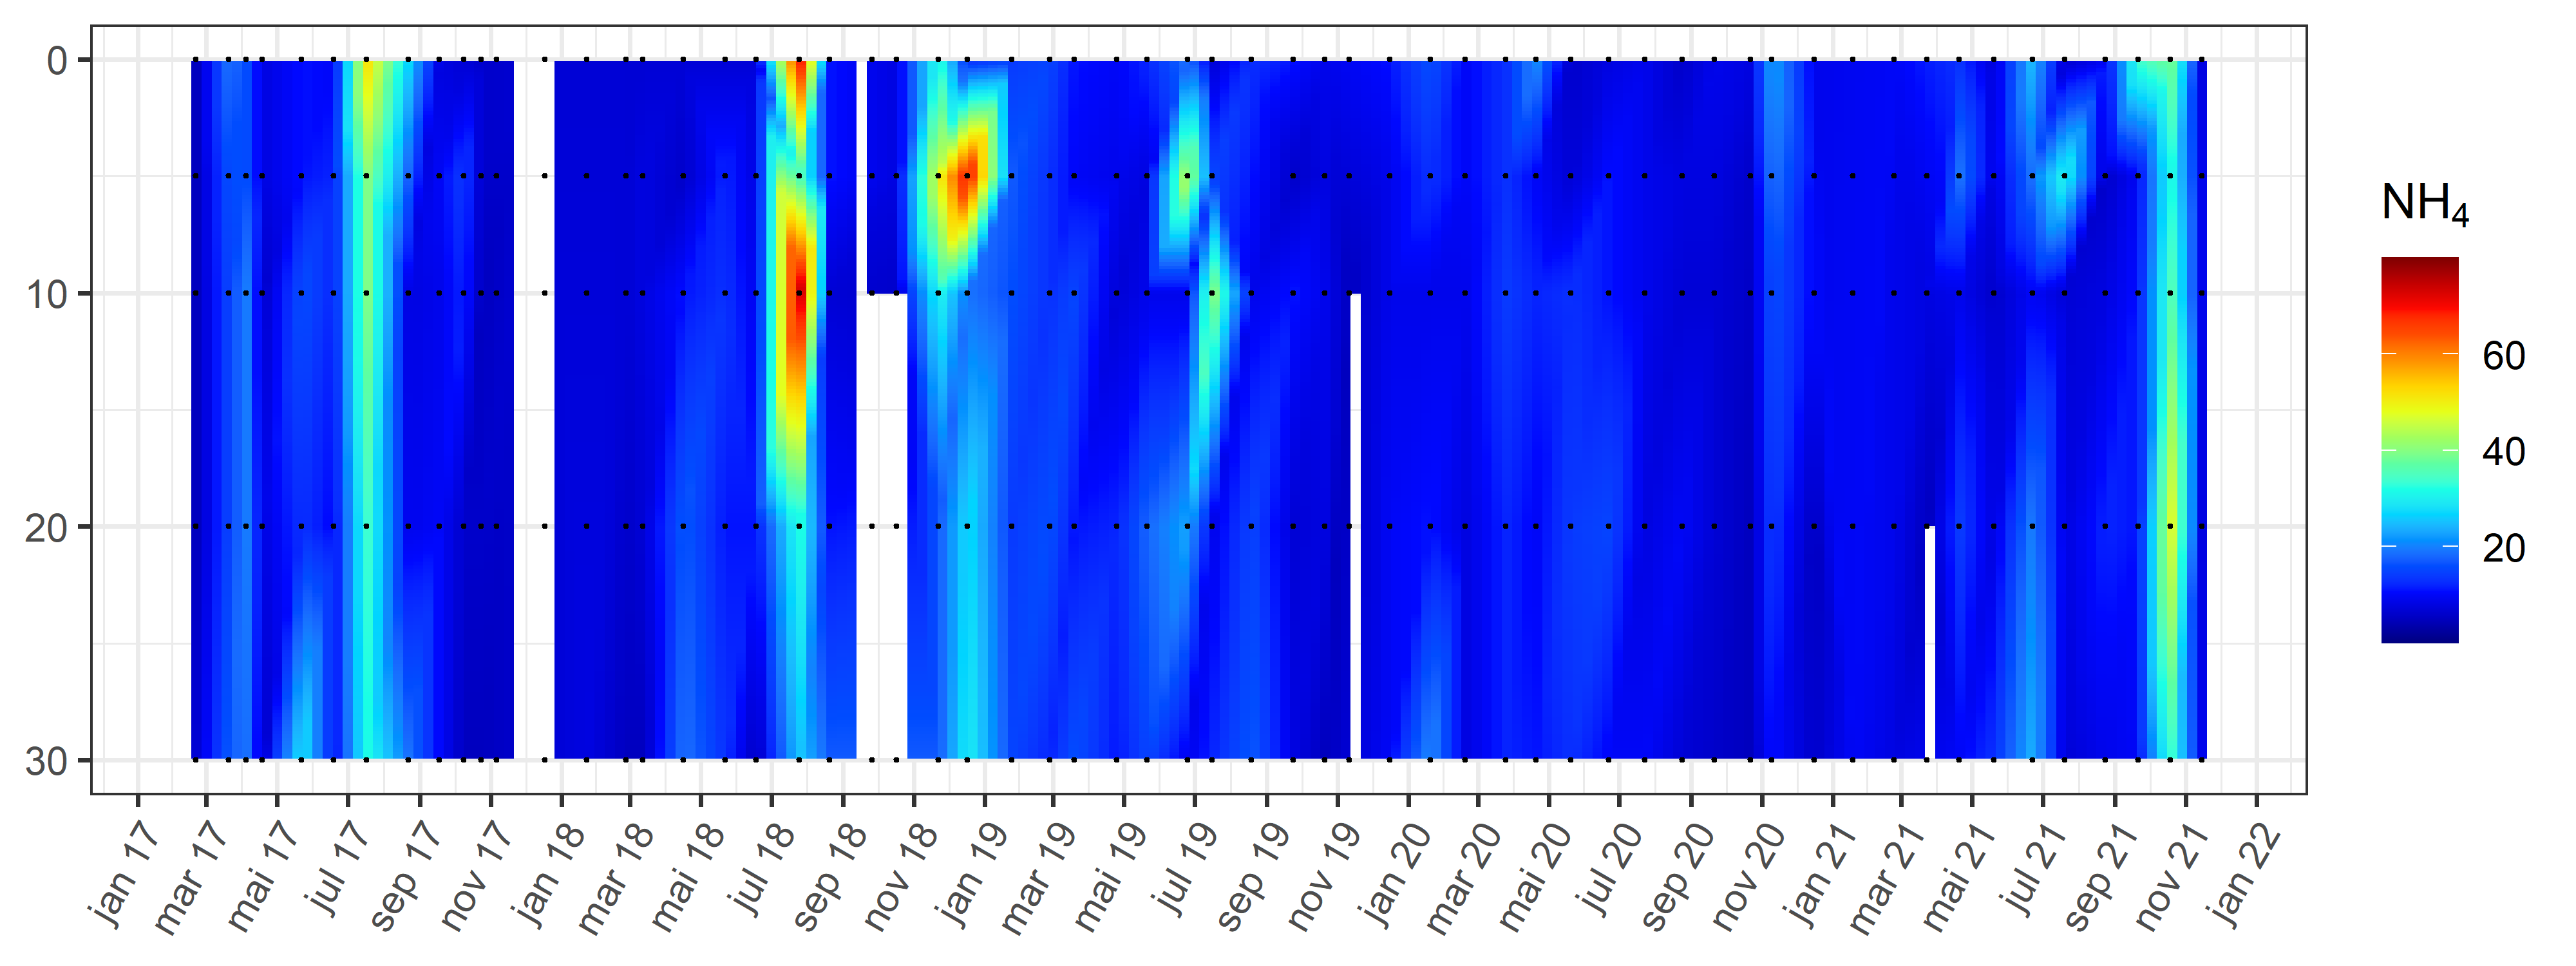 0
10
20
30
jan 17
mar 17
mai 17
jul 17
sep 17
nov 17
jan 18
mar 18
mai 18
jul 18
sep 18
nov 18
jan 19
mar 19
mai 19
jul 19
sep 19
nov 19
jan 20
mar 20
mai 20
jul 20
sep 20
nov 20
jan 21
mar 21
mai 21
jul 21
sep 21
nov 21
jan 22
NH₄
60
40
20